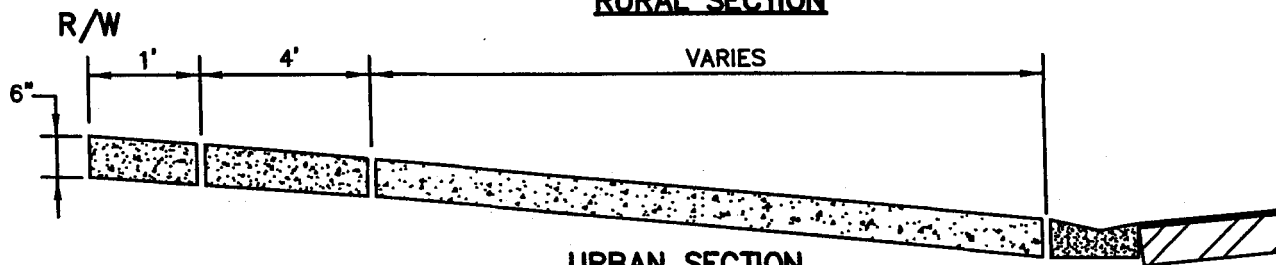 RURAL SECTION
R/W
1' 4' VARIES
6"
URBAN SECTION